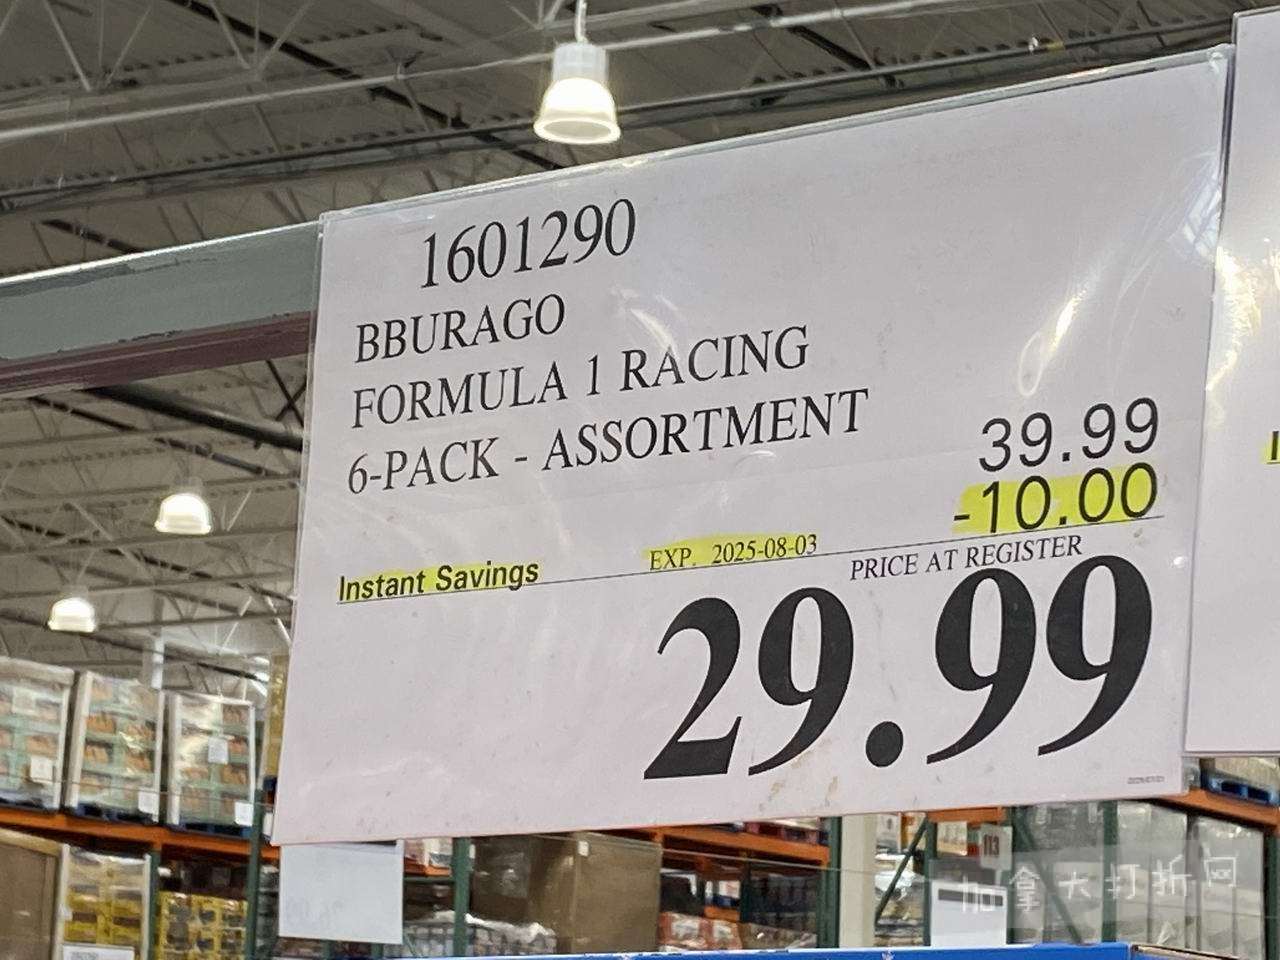 1601290
BBURAGO
FORMULA 1 RACING
6-PACK - ASSORTMENT
39.99
-10.00
Instant Savings EXP. 2025-08-03
PRICE AT REGISTER
29.99
113
加拿大打折网